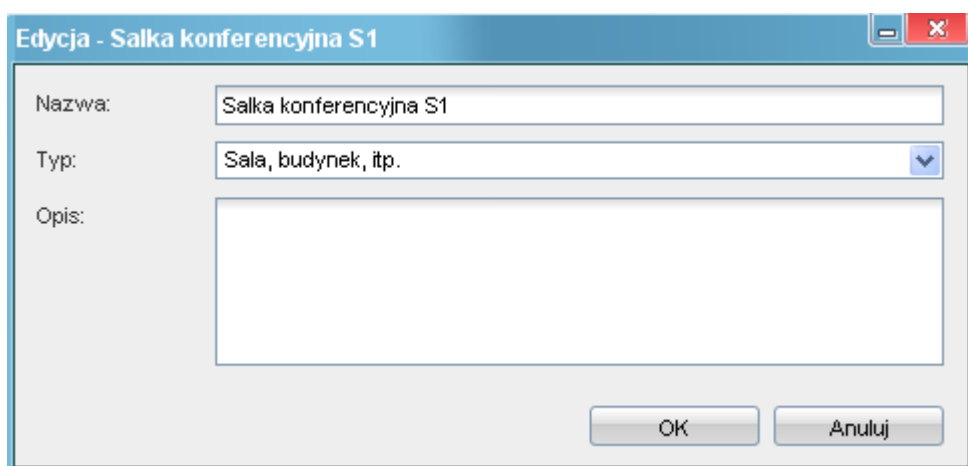 Edycja - Salka konferencyjna S1
Nazwa: Salka konferencyjna S1
Typ: Sala, budynek, itp.
Opis:
OK Anuluj